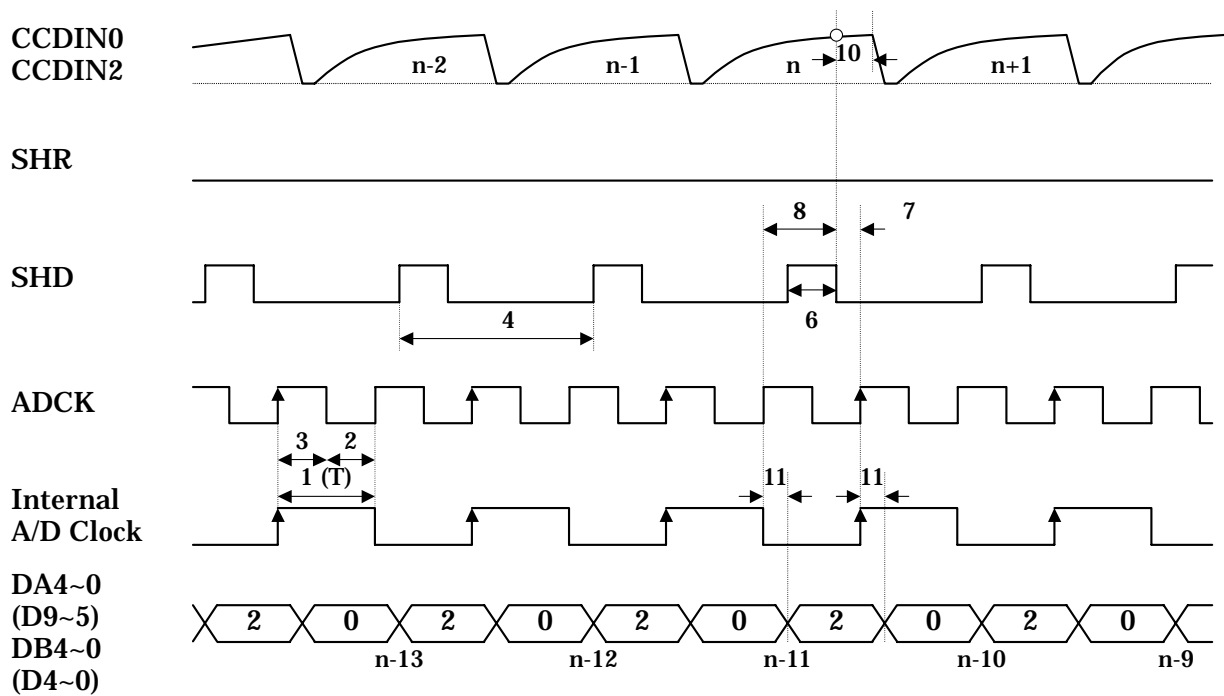 CCDIN0
CCDIN2
n-2
n-1
n
10
n+1
SHR
8
7
SHD
4
6
ADCK
3
2
1 (T)
11
11
Internal
A/D Clock
DA4~0
(D9~5)
DB4~0
(D4~0)
2
0
2
0
2
0
2
0
2
0
n-13
n-12
n-11
n-10
n-9